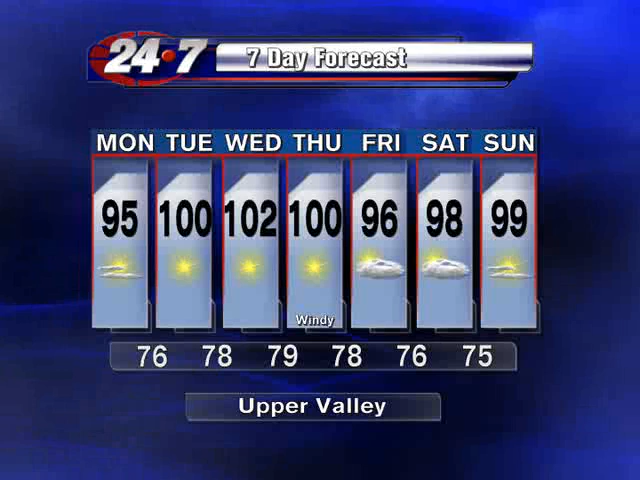 24·7 7 Day Forecast
MON TUE WED THU FRI SAT SUN
95 100 102 100 96 98 99
Windy
76 78 79 78 76 75
Upper Valley